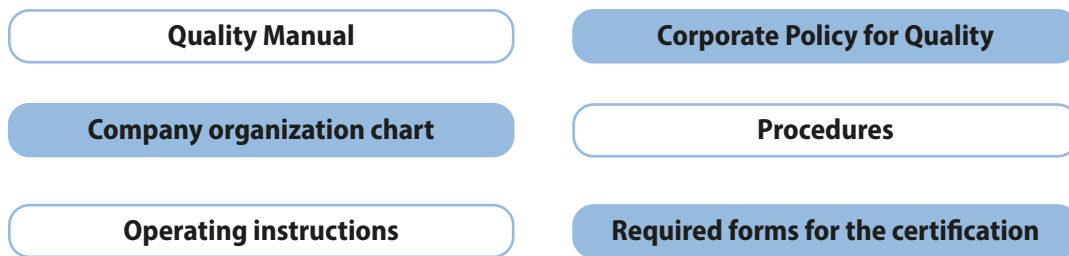 Quality Manual
Corporate Policy for Quality
Company organization chart
Procedures
Operating instructions
Required forms for the certification